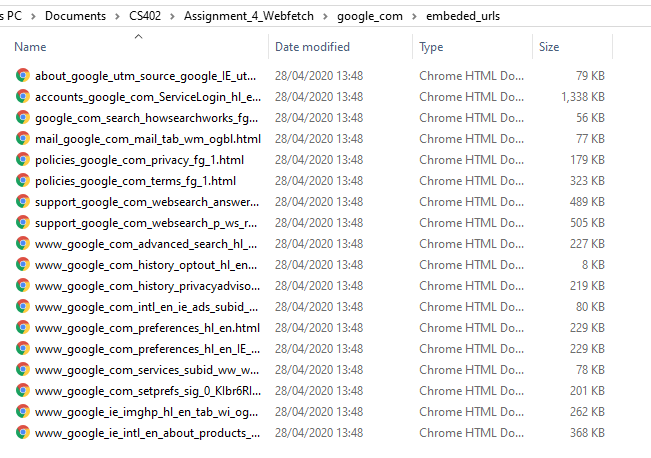 s PC > Documents > CS402 > Assignment_4_Webfetch > google_com > embeded_urls
Name Date modified Type Size
about_google_utm_source_google_IE_ut... 28/04/2020 13:48 Chrome HTML Do... 79 KB
accounts_google_com_ServiceLogin_hl_e... 28/04/2020 13:48 Chrome HTML Do... 1,338 KB
google_com_search_howsearchworks_fg... 28/04/2020 13:48 Chrome HTML Do... 56 KB
mail_google_com_mail_tab_wm_ogbl.html 28/04/2020 13:48 Chrome HTML Do... 77 KB
policies_google_com_privacy_fg_1.html 28/04/2020 13:48 Chrome HTML Do... 179 KB
policies_google_com_terms_fg_1.html 28/04/2020 13:48 Chrome HTML Do... 323 KB
support_google_com_websearch_answer... 28/04/2020 13:48 Chrome HTML Do... 489 KB
support_google_com_websearch_p_ws_r... 28/04/2020 13:48 Chrome HTML Do... 505 KB
www_google_com_advanced_search_hl_... 28/04/2020 13:48 Chrome HTML Do... 227 KB
www_google_com_history_optout_hl_en... 28/04/2020 13:48 Chrome HTML Do... 8 KB
www_google_com_history_privacyadviso... 28/04/2020 13:48 Chrome HTML Do... 219 KB
www_google_com_intl_en_ie_ads_subid_... 28/04/2020 13:48 Chrome HTML Do... 80 KB
www_google_com_preferences_hl_en.html 28/04/2020 13:48 Chrome HTML Do... 229 KB
www_google_com_preferences_hl_en_IE_... 28/04/2020 13:48 Chrome HTML Do... 229 KB
www_google_com_services_subid_ww_w... 28/04/2020 13:48 Chrome HTML Do... 78 KB
www_google_com_setprefs_sig_0_KIbr6RI... 28/04/2020 13:48 Chrome HTML Do... 201 KB
www_google_ie_imghp_hl_en_tab_wi_og... 28/04/2020 13:48 Chrome HTML Do... 262 KB
www_google_ie_intl_en_about_products_... 28/04/2020 13:48 Chrome HTML Do... 368 KB